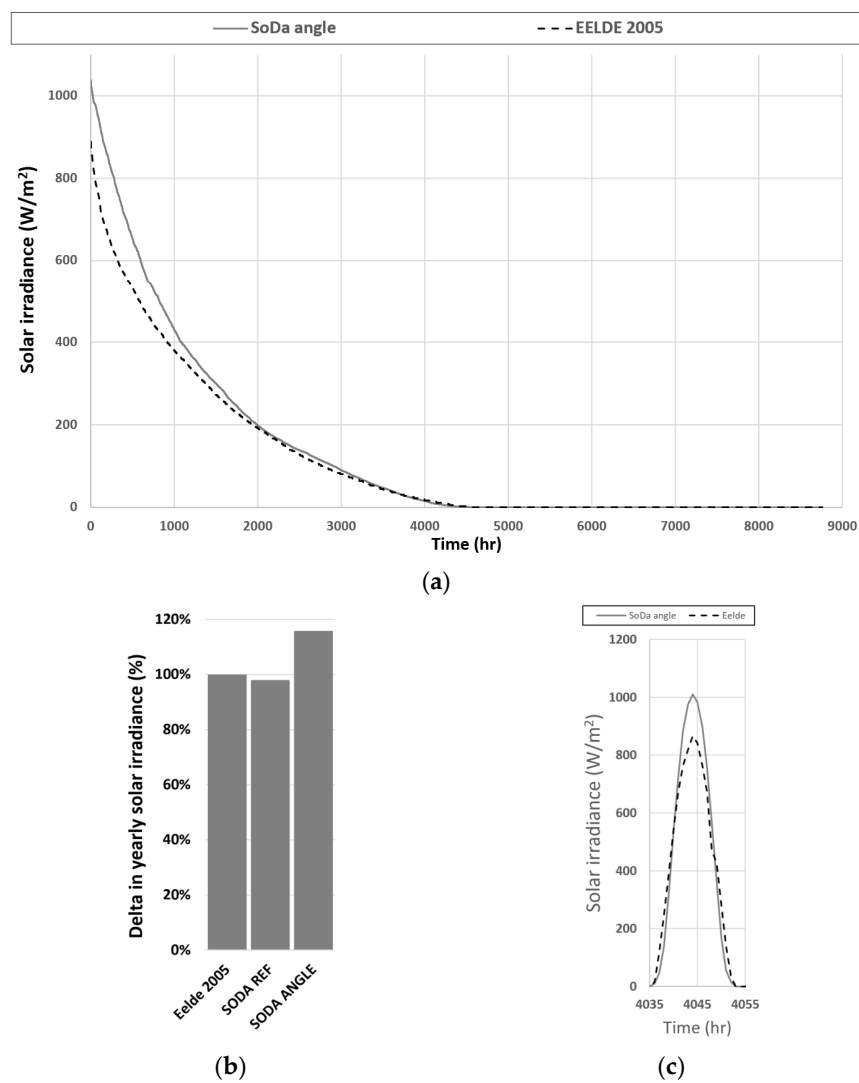 SoDa angle EELDE 2005
1000
800
600
400
200
0
Solar irradiance (W/m²)
0 1000 2000 3000 4000 5000 6000 7000 8000 9000
Time (hr)
(a)
120%
100%
80%
60%
40%
20%
0%
Delta in yearly solar irradiance (%)
Eelde 2005
SODA REF
SODA ANGLE
(b)
SoDa angle Eelde
1200
1000
800
600
400
200
0
Solar irradiance (W/m²)
4035 4045 4055
Time (hr)
(c)